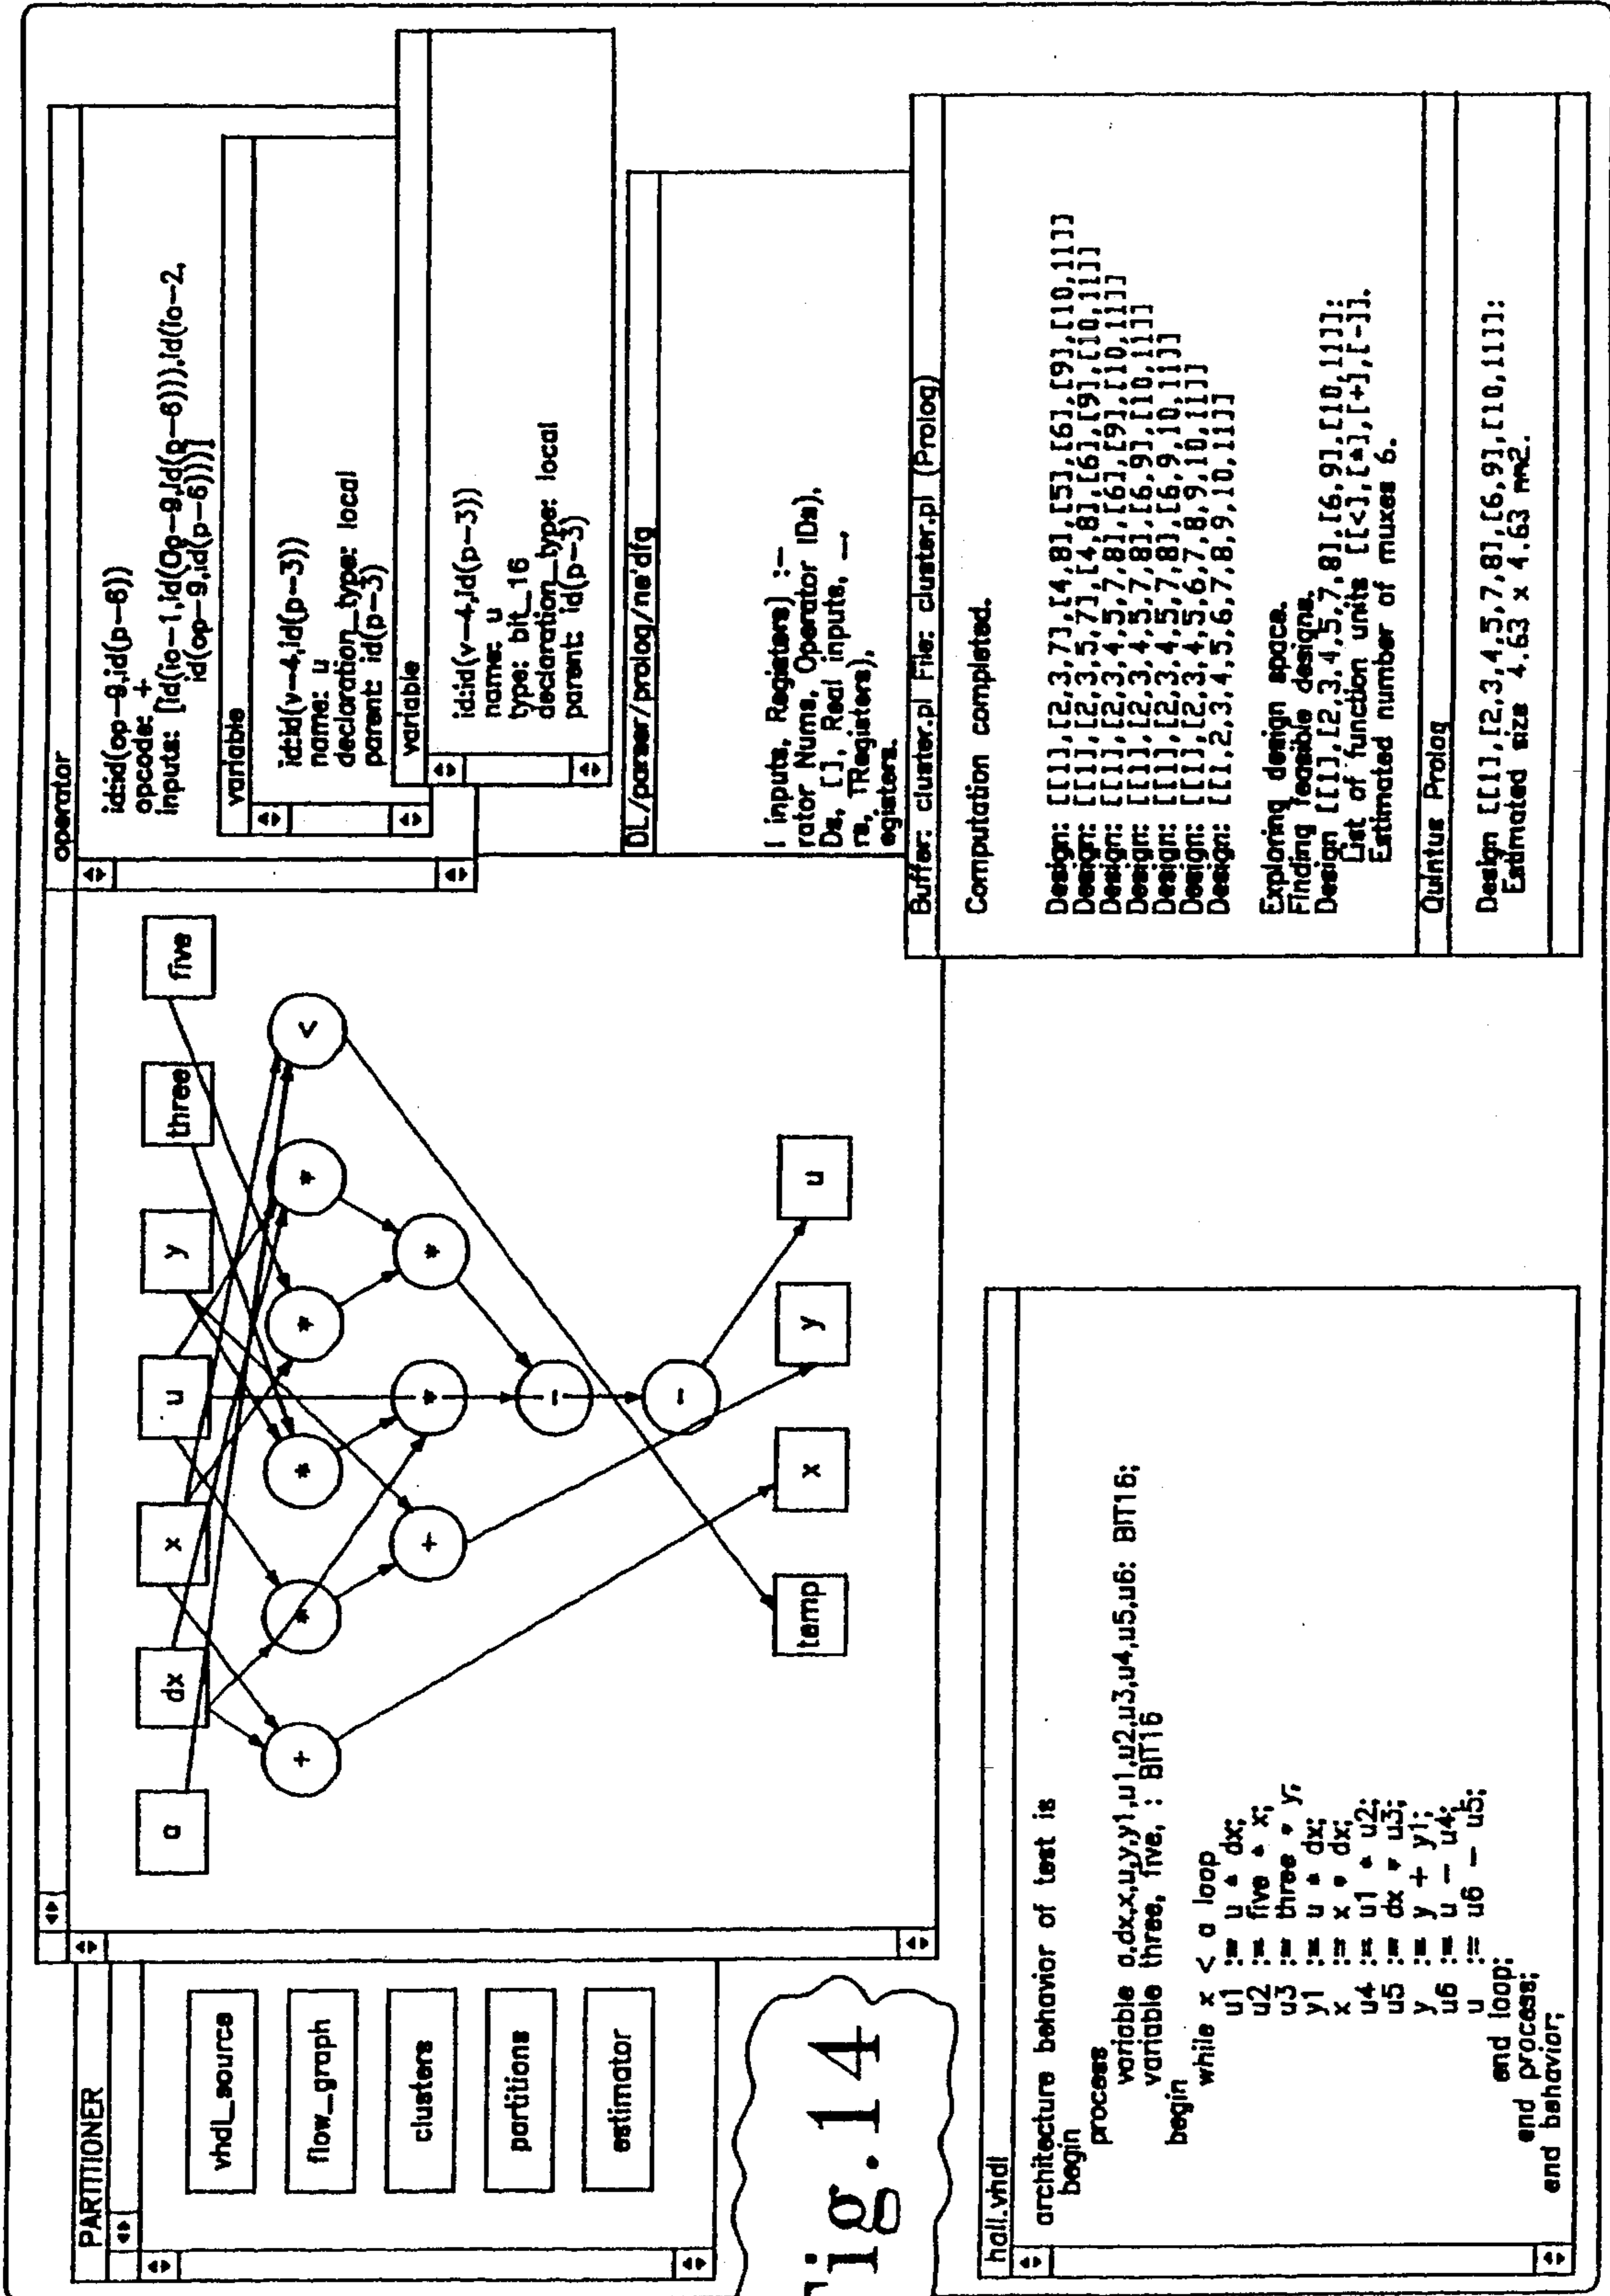 PARTITIONER
vhdl_source
flow_graph
clusters
partitions
estimator
a
dx
x
u
y
three
five
+
*
*
*
*
<
+
*
*
-
-
temp
x
y
u
operator
id:id(op-9,id(p-6))
opcode: +
inputs: [id(io-1,id(Op-9,id(p-6))),id(io-2,
id(op-9,id(p-6)))]
variable
id:id(v-4,id(p-3))
name: u
declaration_type: local
parent: id(p-3)
variable
id:id(v-4,id(p-3))
name: u
type: bit_16
declaration_type: local
parent: id(p-3)
DL/parser/prolog/ne'dfg
[ inputs, Registers) :-
rator Nums, Operator IDs),
Ds, [], Real inputs, _,
rs, TRegisters),
egisters.
Buffer: cluster.pl File: cluster.pl (Prolog)
Computation completed.
Design: [[1],[2,3,7],[4,8],[5],[6],[9],[10,11]]
Design: [[1],[2,3,5,7],[4,8],[6],[9],[10,11]]
Design: [[1],[2,3,4,5,7,8],[6],[9],[10,11]]
Design: [[1],[2,3,4,5,7,8],[6,9],[10,11]]
Design: [[1],[2,3,4,5,7,8],[6,9,10,11]]
Design: [[1],[2,3,4,5,6,7,8,9,10,11]]
Design: [[1,2,3,4,5,6,7,8,9,10,11]]
Exploring design space.
Finding feasible designs.
Design [[1],[2,3,4,5,7,8],[6,9],[10,11]]:
List of function units [[<],[*],[+],[-]].
Estimated number of muxes 6.
Quintus Prolog
Design [[1],[2,3,4,5,7,8],[6,9],[10,11]]:
Estimated size 4.63 x 4.63 mm2.
ig.14
hall.vhdl
architecture behavior of test is
begin
process
variable a,dx,x,u,y,y1,u1,u2,u3,u4,u5,u6: BIT16;
variable three, five, : BIT16
begin
while x < a loop
u1 := u * dx;
u2 := five * x;
u3 := three * y;
y1 := u * dx;
x := x * dx;
u4 := u1 * u2;
u5 := dx * u3;
y := y + y1;
u6 := u - u4;
u := u6 - u5;
end loop;
end process;
end behavior;